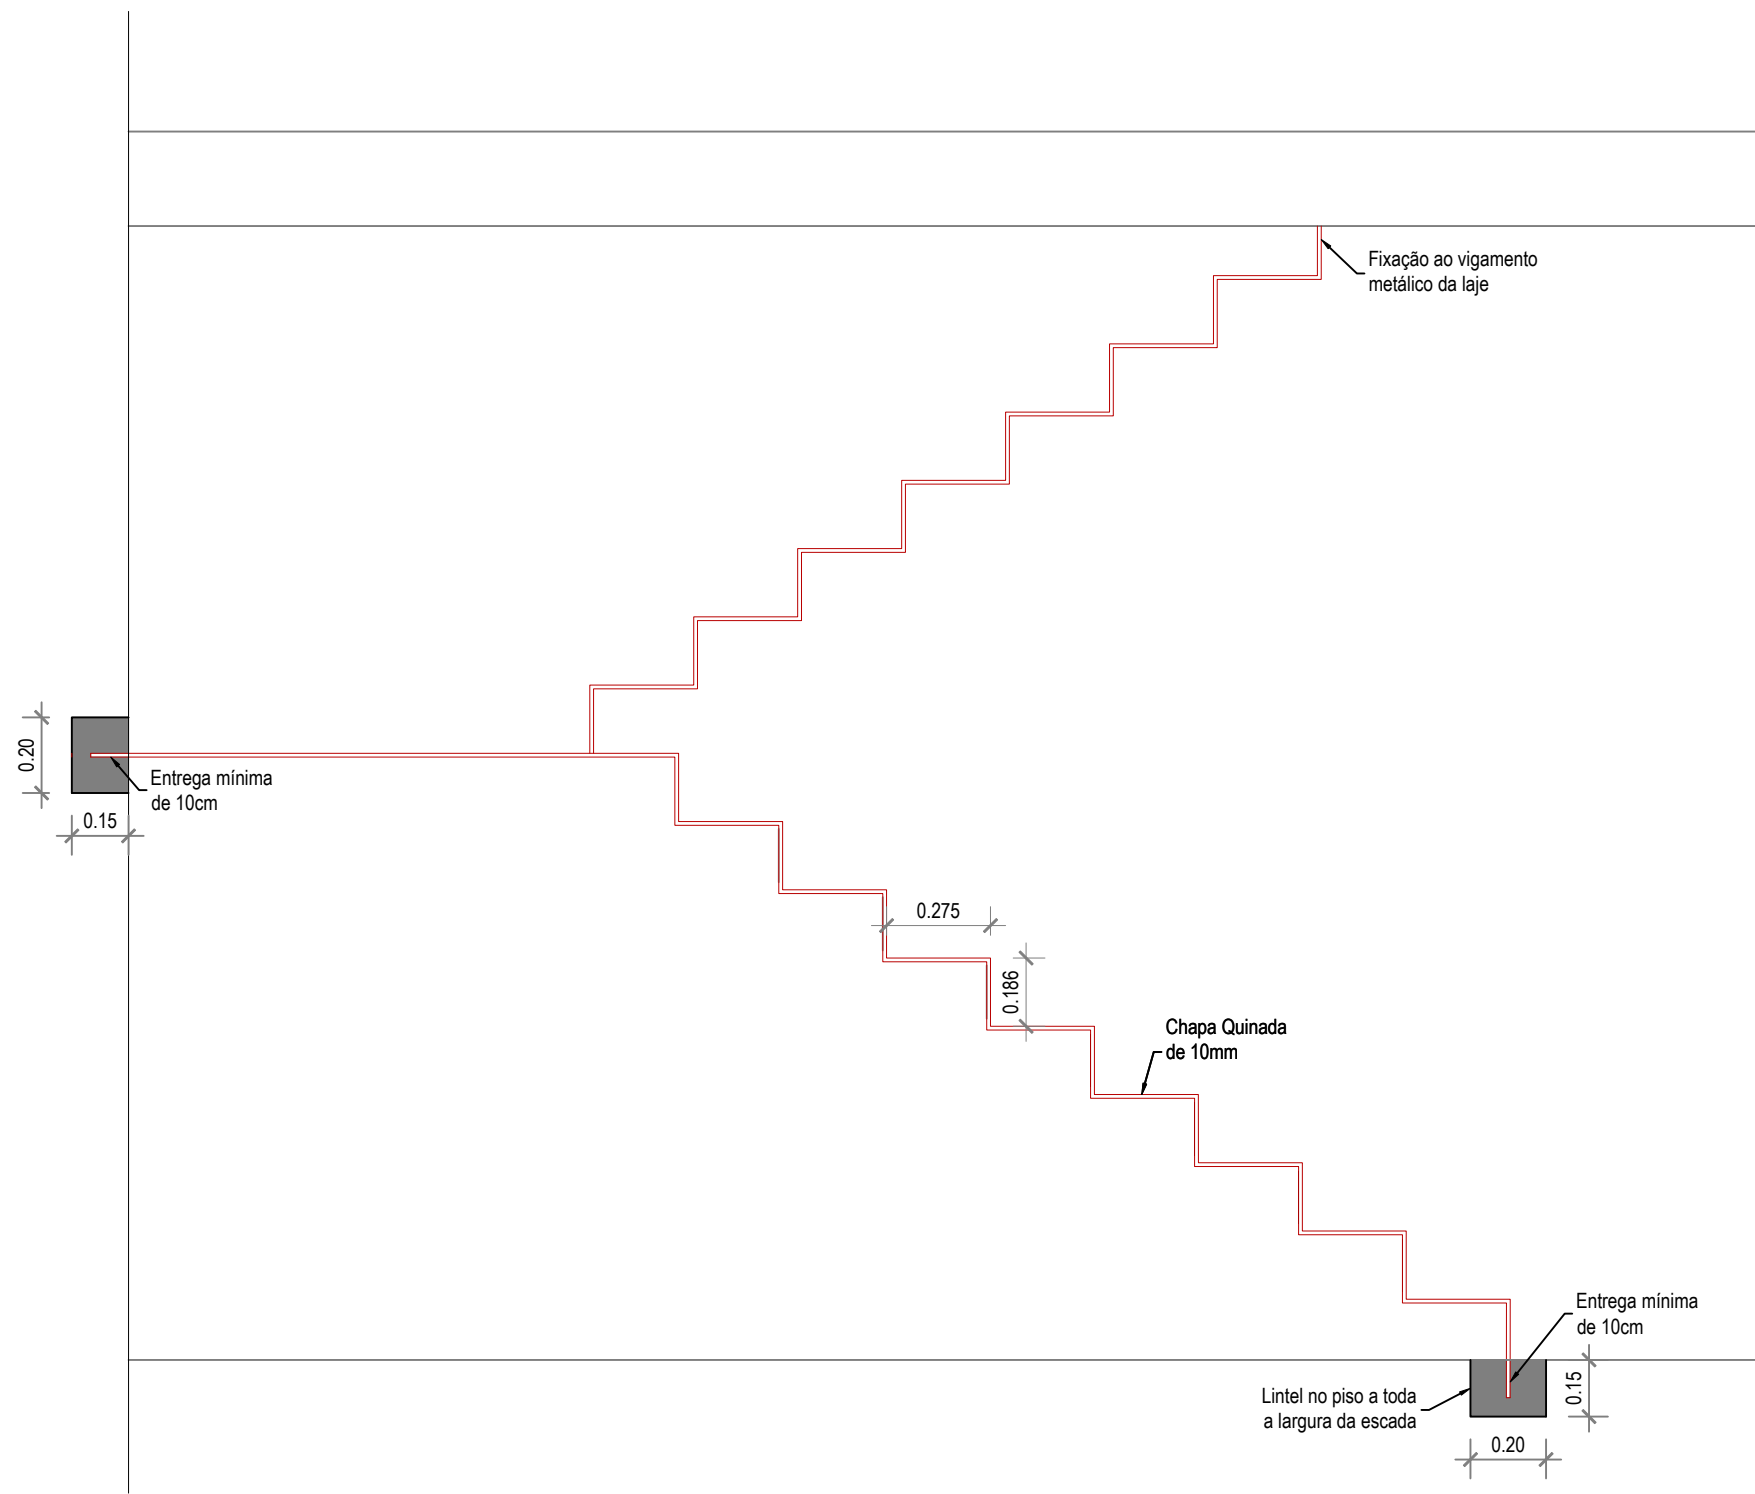 Fixação ao vigamento
metálico da laje
0.20
Entrega mínima
de 10cm
0.15
0.275
0.186
Chapa Quinada
de 10mm
Entrega mínima
de 10cm
Lintel no piso a toda
a largura da escada
0.15
0.20